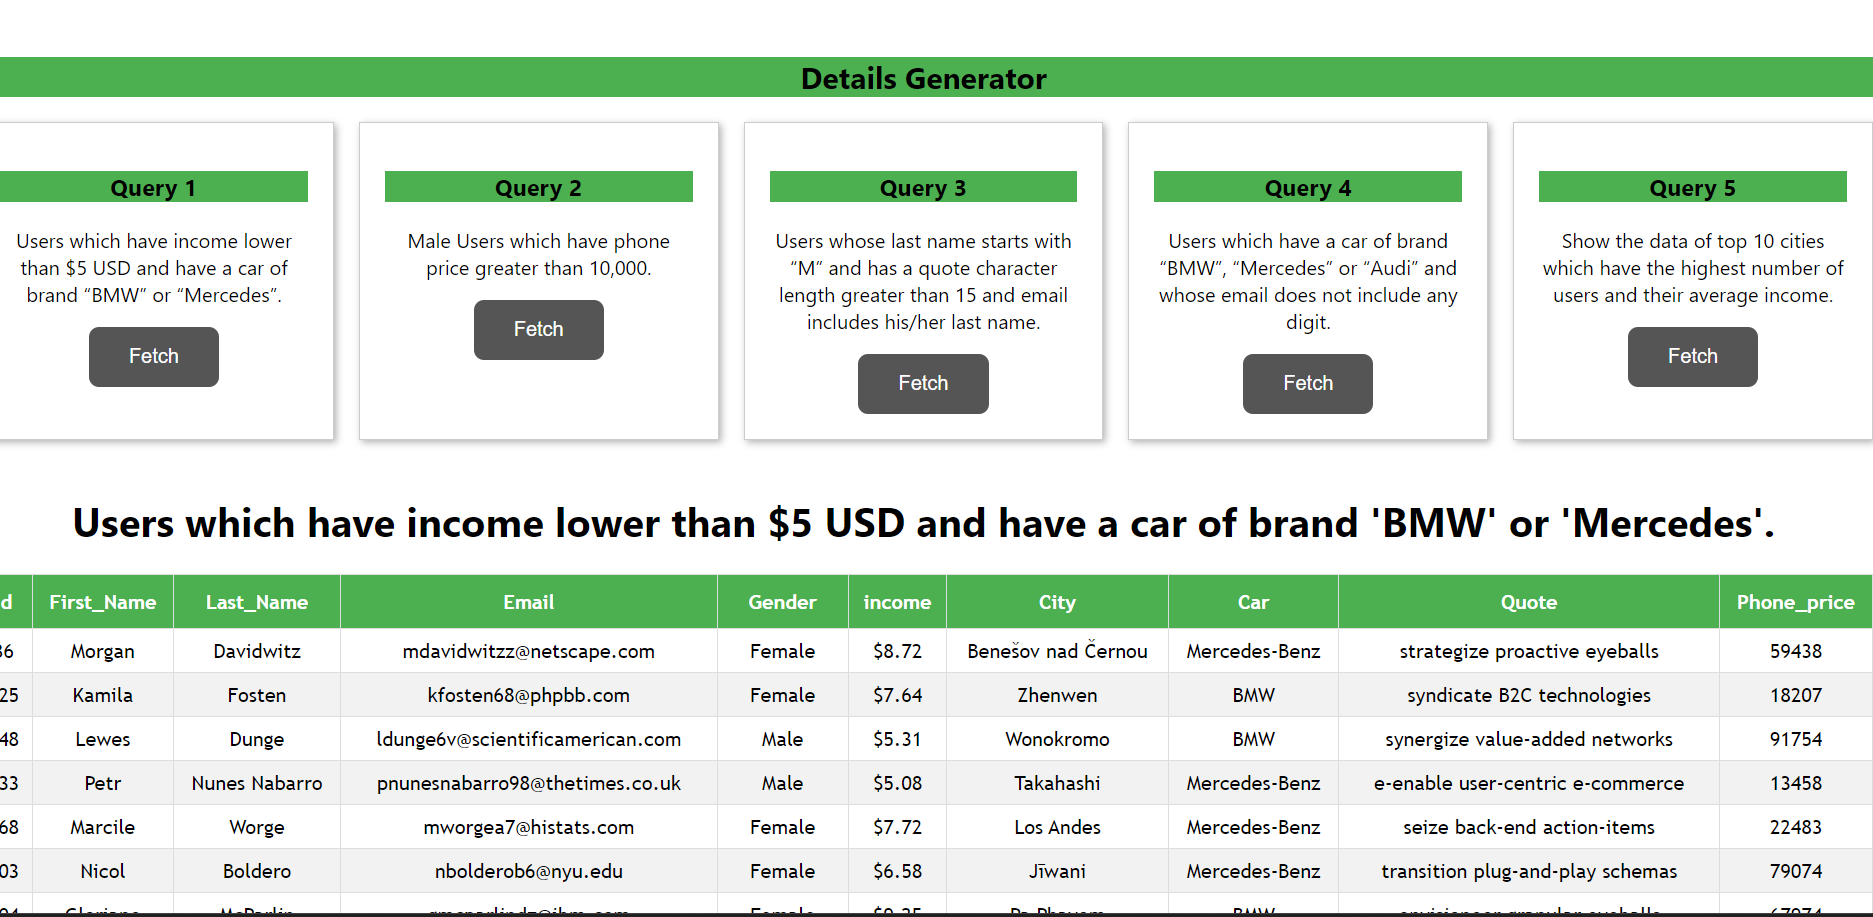 Details Generator
Query 1
Users which have income lower
than $5 USD and have a car of
brand “BMW” or “Mercedes”.
Fetch
Query 2
Male Users which have phone
price greater than 10,000.
Fetch
Query 3
Users whose last name starts with
“M” and has a quote character
length greater than 15 and email
includes his/her last name.
Fetch
Query 4
Users which have a car of brand
“BMW”, “Mercedes” or “Audi” and
whose email does not include any
digit.
Fetch
Query 5
Show the data of top 10 cities
which have the highest number of
users and their average income.
Fetch
Users which have income lower than $5 USD and have a car of brand 'BMW' or 'Mercedes'.
d First_Name Last_Name Email Gender income City Car Quote Phone_price
36 Morgan Davidwitz mdavidwitzz@netscape.com Female $8.72 Benešov nad Černou Mercedes-Benz strategize proactive eyeballs 59438
25 Kamila Fosten kfosten68@phpbb.com Female $7.64 Zhenwen BMW syndicate B2C technologies 18207
48 Lewes Dunge ldunge6v@scientificamerican.com Male $5.31 Wonokromo BMW synergize value-added networks 91754
33 Petr Nunes Nabarro pnunesnabarro98@thetimes.co.uk Male $5.08 Takahashi Mercedes-Benz e-enable user-centric e-commerce 13458
68 Marcile Worge mworgea7@histats.com Female $7.72 Los Andes Mercedes-Benz seize back-end action-items 22483
03 Nicol Boldero nbolderob6@nyu.edu Female $6.58 Jīwani Mercedes-Benz transition plug-and-play schemas 79074
Female BMW